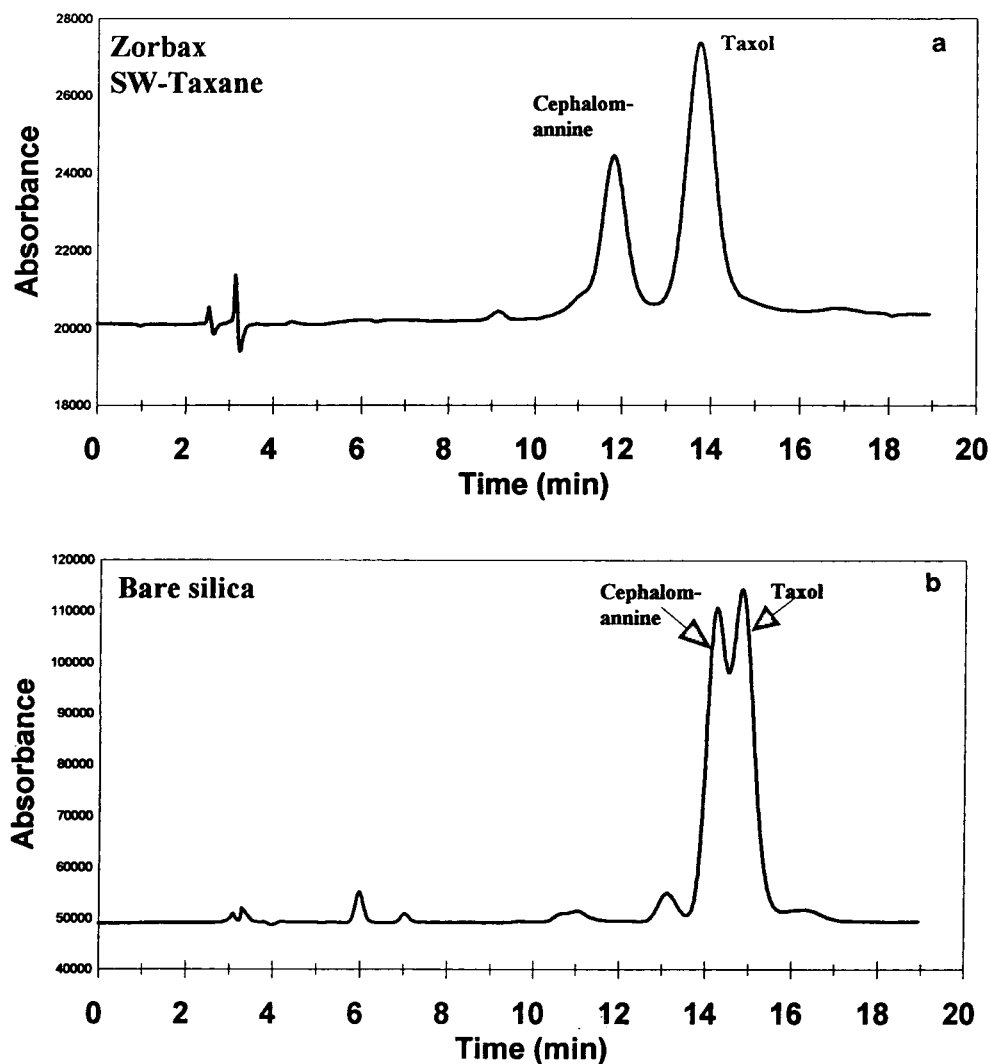 Zorbax
SW-Taxane
a
Taxol
Cephalom-
annine
Absorbance
28000
26000
24000
22000
20000
18000
0 2 4 6 8 10 12 14 16 18 20
Time (min)
Bare silica
b
Cephalom-
annine
Taxol
Absorbance
120000
110000
100000
90000
80000
70000
60000
50000
40000
0 2 4 6 8 10 12 14 16 18 20
Time (min)